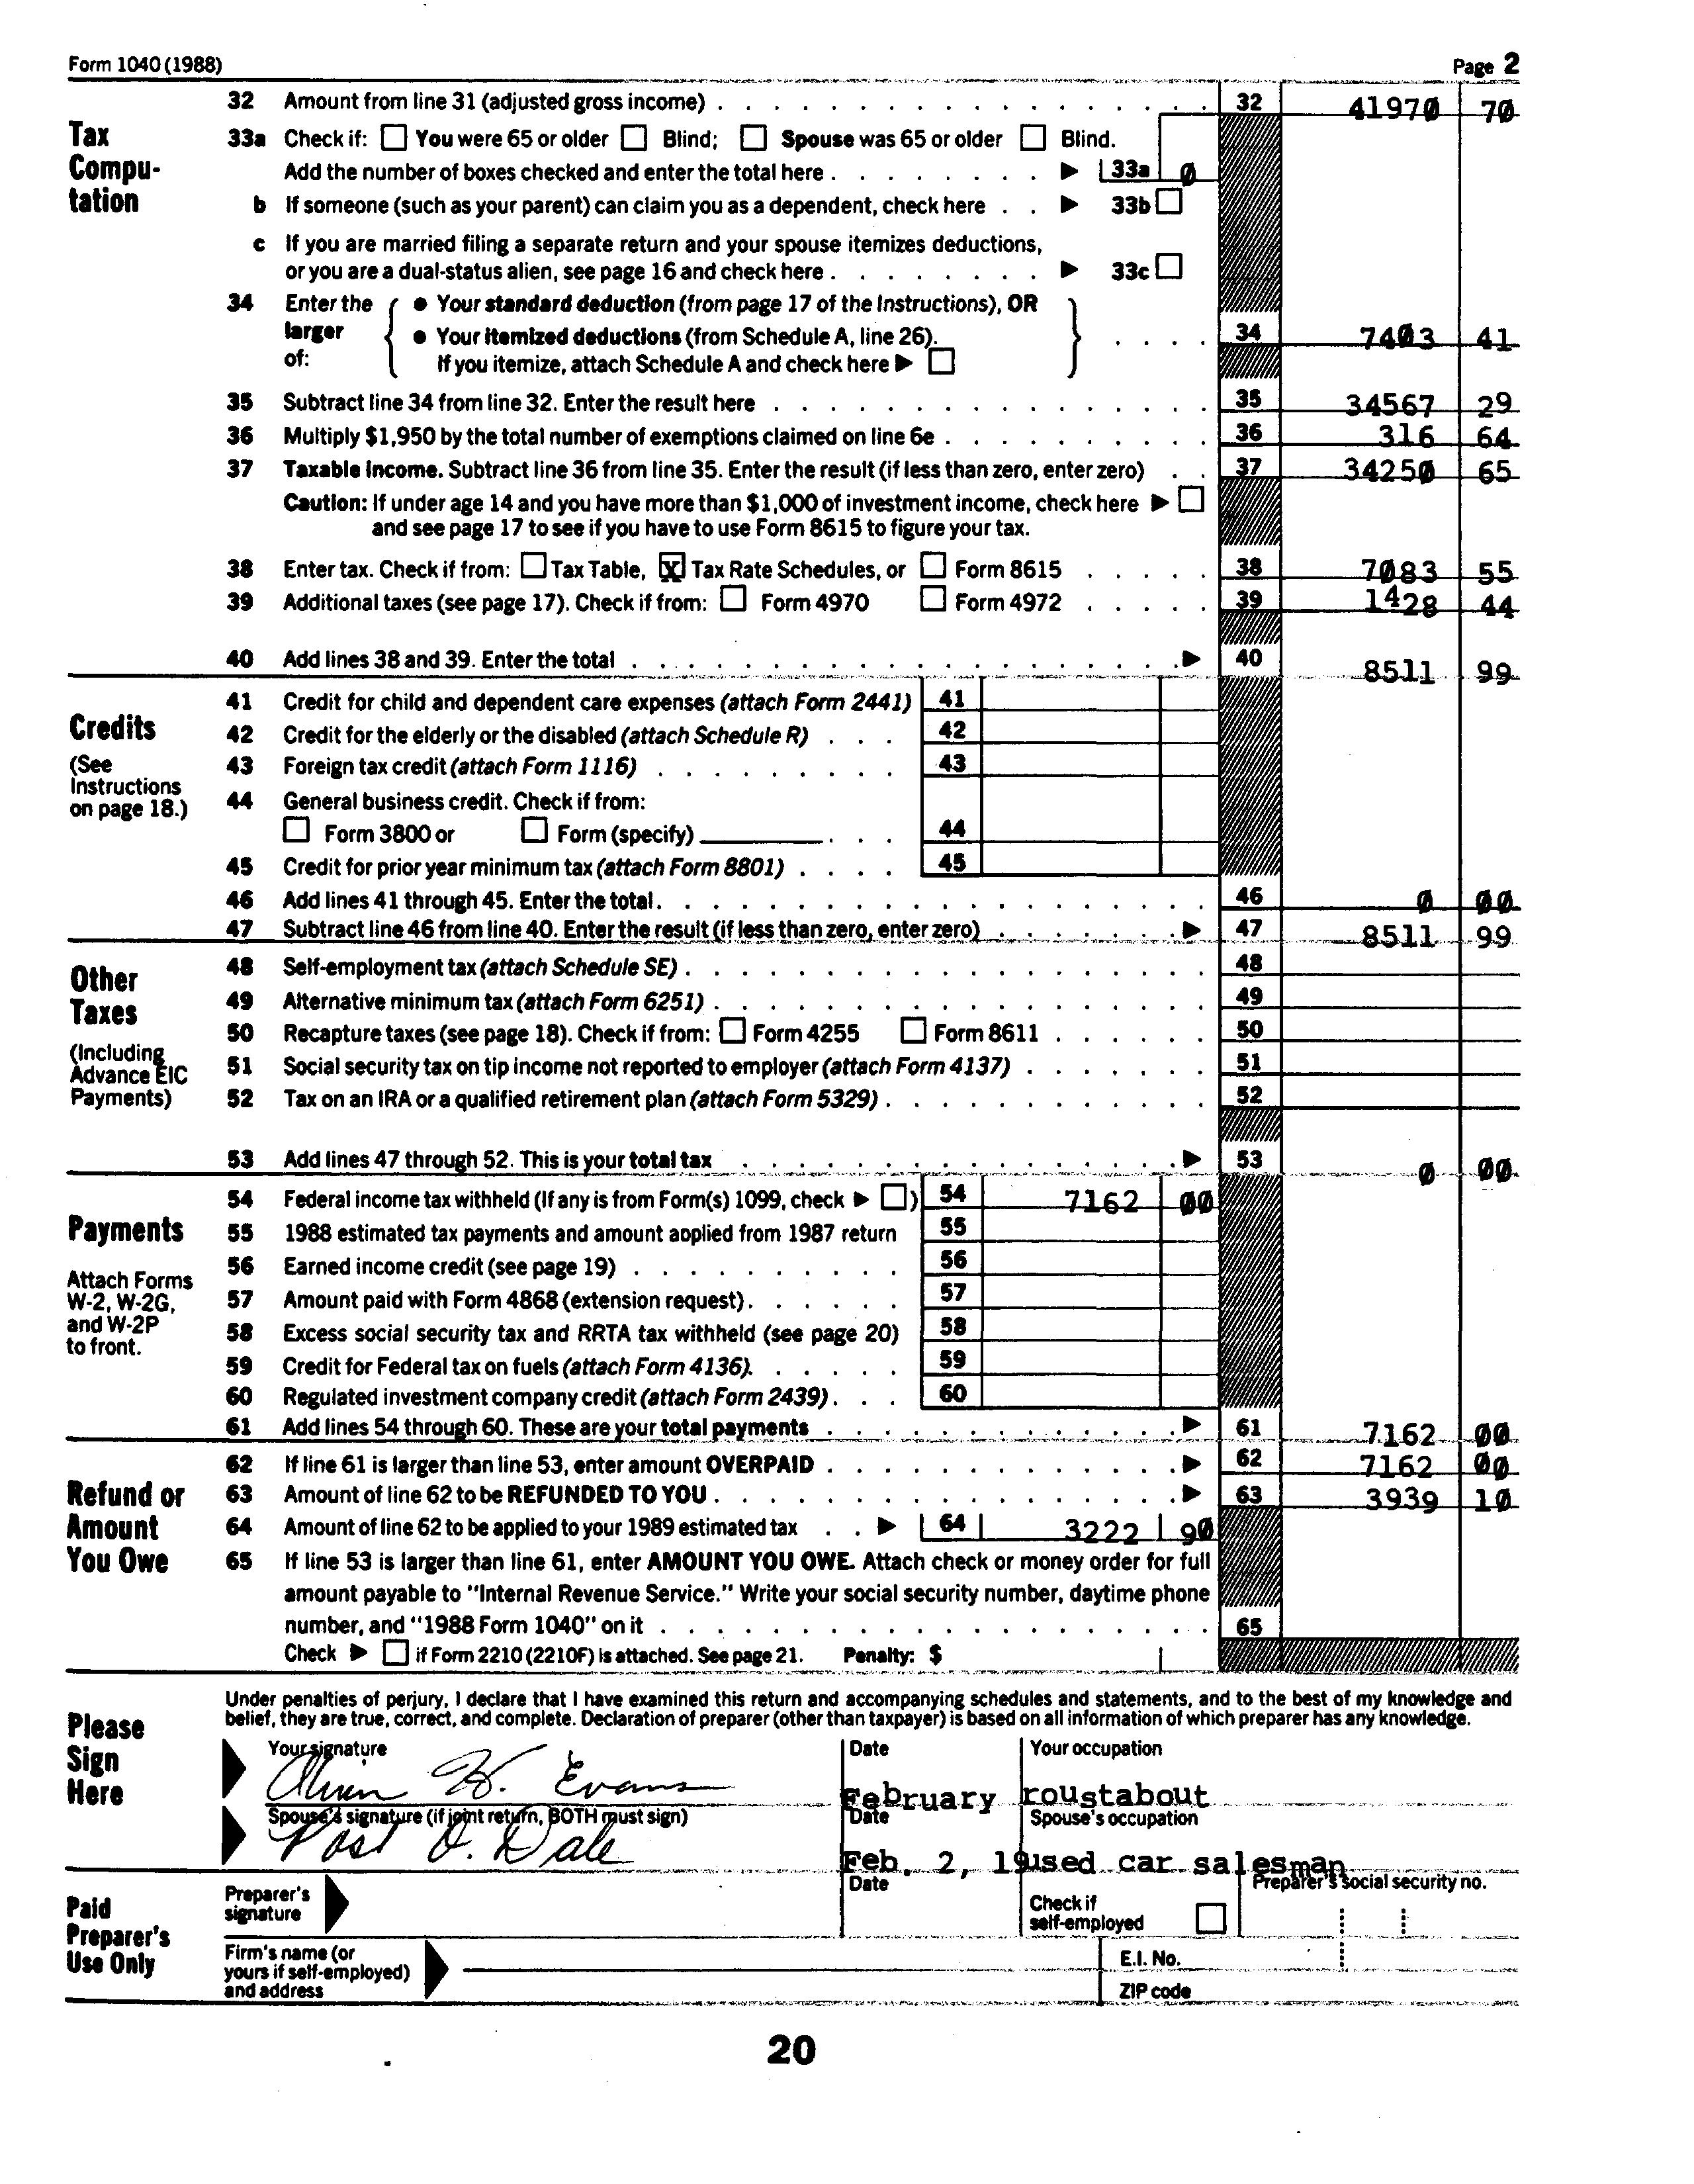 Form 1040 (1988) Page 2
32 Amount from line 31 (adjusted gross income) . . . 32 41970 70
Tax Compu-tation
33a Check if: ☐ You were 65 or older ☐ Blind; ☐ Spouse was 65 or older ☐ Blind.
Add the number of boxes checked and enter the total here . . . ▶ 33a 0
b If someone (such as your parent) can claim you as a dependent, check here . . ▶ 33b ☐
c If you are married filing a separate return and your spouse itemizes deductions,
or you are a dual-status alien, see page 16 and check here . . . ▶ 33c ☐
34 Enter the larger of:
● Your standard deduction (from page 17 of the Instructions), OR
● Your itemized deductions (from Schedule A, line 26).
If you itemize, attach Schedule A and check here ▶ ☐
. . . . 34 7403 41
35 Subtract line 34 from line 32. Enter the result here . . . 35 34567 29
36 Multiply $1,950 by the total number of exemptions claimed on line 6e . . . 36 316 64
37 Taxable income. Subtract line 36 from line 35. Enter the result (if less than zero, enter zero) . . 37 34250 65
Caution: If under age 14 and you have more than $1,000 of investment income, check here ▶ ☐
and see page 17 to see if you have to use Form 8615 to figure your tax.
38 Enter tax. Check if from: ☐ Tax Table, ☒ Tax Rate Schedules, or ☐ Form 8615 . . . 38 7083 55
39 Additional taxes (see page 17). Check if from: ☐ Form 4970 ☐ Form 4972 . . . 39 1428 44
40 Add lines 38 and 39. Enter the total . . . ▶ 40 8511 99
Credits
(See Instructions on page 18.)
41 Credit for child and dependent care expenses (attach Form 2441) 41
42 Credit for the elderly or the disabled (attach Schedule R) . . . 42
43 Foreign tax credit (attach Form 1116) . . . 43
44 General business credit. Check if from:
☐ Form 3800 or ☐ Form (specify) . . . 44
45 Credit for prior year minimum tax (attach Form 8801) . . . . 45
46 Add lines 41 through 45. Enter the total . . . 46 0 00
47 Subtract line 46 from line 40. Enter the result (if less than zero, enter zero) . . . ▶ 47 8511 99
Other Taxes
(Including Advance EIC Payments)
48 Self-employment tax (attach Schedule SE) . . . 48
49 Alternative minimum tax (attach Form 6251) . . . 49
50 Recapture taxes (see page 18). Check if from: ☐ Form 4255 ☐ Form 8611 . . . 50
51 Social security tax on tip income not reported to employer (attach Form 4137) . . . 51
52 Tax on an IRA or a qualified retirement plan (attach Form 5329) . . . 52
53 Add lines 47 through 52. This is your total tax . . . ▶ 53 0 00
Payments
Attach Forms W-2, W-2G, and W-2P to front.
54 Federal income tax withheld (If any is from Form(s) 1099, check ▶ ☐) 54 7162 00
55 1988 estimated tax payments and amount applied from 1987 return 55
56 Earned income credit (see page 19) . . . 56
57 Amount paid with Form 4868 (extension request) . . . 57
58 Excess social security tax and RRTA tax withheld (see page 20) 58
59 Credit for Federal tax on fuels (attach Form 4136). . . . 59
60 Regulated investment company credit (attach Form 2439) . . . 60
61 Add lines 54 through 60. These are your total payments . . . ▶ 61 7162 00
Refund or Amount You Owe
62 If line 61 is larger than line 53, enter amount OVERPAID . . . ▶ 62 7162 00
63 Amount of line 62 to be REFUNDED TO YOU . . . ▶ 63 3939 10
64 Amount of line 62 to be applied to your 1989 estimated tax . . ▶ 64 3222 90
65 If line 53 is larger than line 61, enter AMOUNT YOU OWE. Attach check or money order for full
amount payable to "Internal Revenue Service." Write your social security number, daytime phone
number, and "1988 Form 1040" on it . . . 65
Check ▶ ☐ if Form 2210 (2210F) is attached. See page 21. Penalty: $
Please Sign Here
Under penalties of perjury, I declare that I have examined this return and accompanying schedules and statements, and to the best of my knowledge and
belief, they are true, correct, and complete. Declaration of preparer (other than taxpayer) is based on all information of which preparer has any knowledge.
Your signature Date Your occupation
H. Evans February roustabout
Spouse's signature (if joint return, BOTH must sign) Date Spouse's occupation
O. Dale Feb. 2, 19 used car salesman
Paid Preparer's Use Only
Preparer's signature Date Check if self-employed ☐ Preparer's social security no.
Firm's name (or yours if self-employed) and address E.I. No.
ZIP code
20